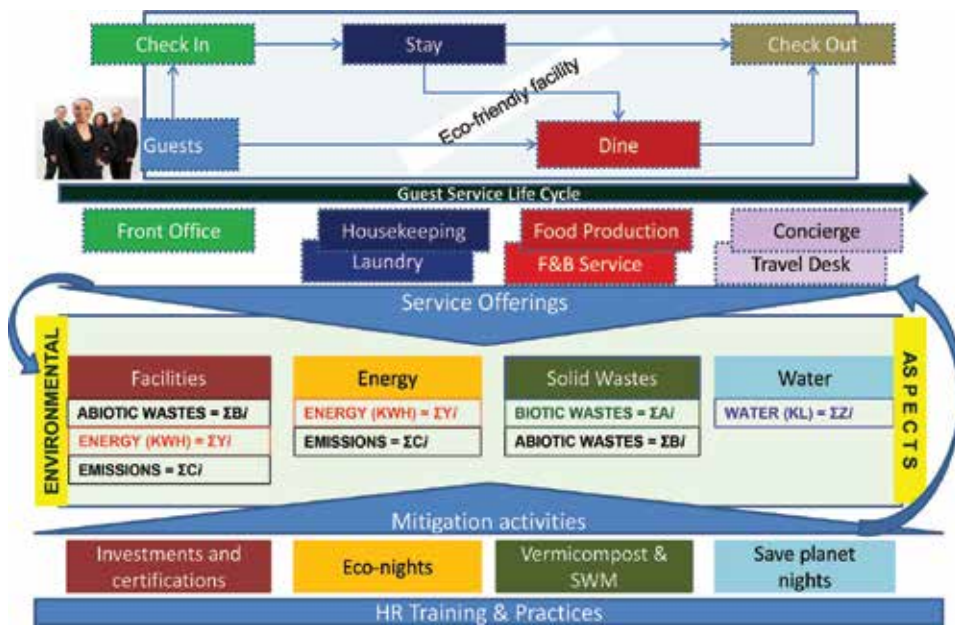 Check In
Stay
Check Out
Eco-friendly facility
Guests
Dine
Guest Service Life Cycle
Front Office
Housekeeping
Food Production
Concierge
Laundry
F&B Service
Travel Desk
Service Offerings
ENVIRONMENTAL
ASPECTS
Facilities
ABIOTIC WASTES = ΣBi
ENERGY (KWH) = ΣYi
EMISSIONS = ΣCi
Energy
ENERGY (KWH) = ΣYi
EMISSIONS = ΣCi
Solid Wastes
BIOTIC WASTES = ΣAi
ABIOTIC WASTES = ΣBi
Water
WATER (KL) = ΣZi
Mitigation activities
Investments and
certifications
Eco-nights
Vermicompost &
SWM
Save planet
nights
HR Training & Practices